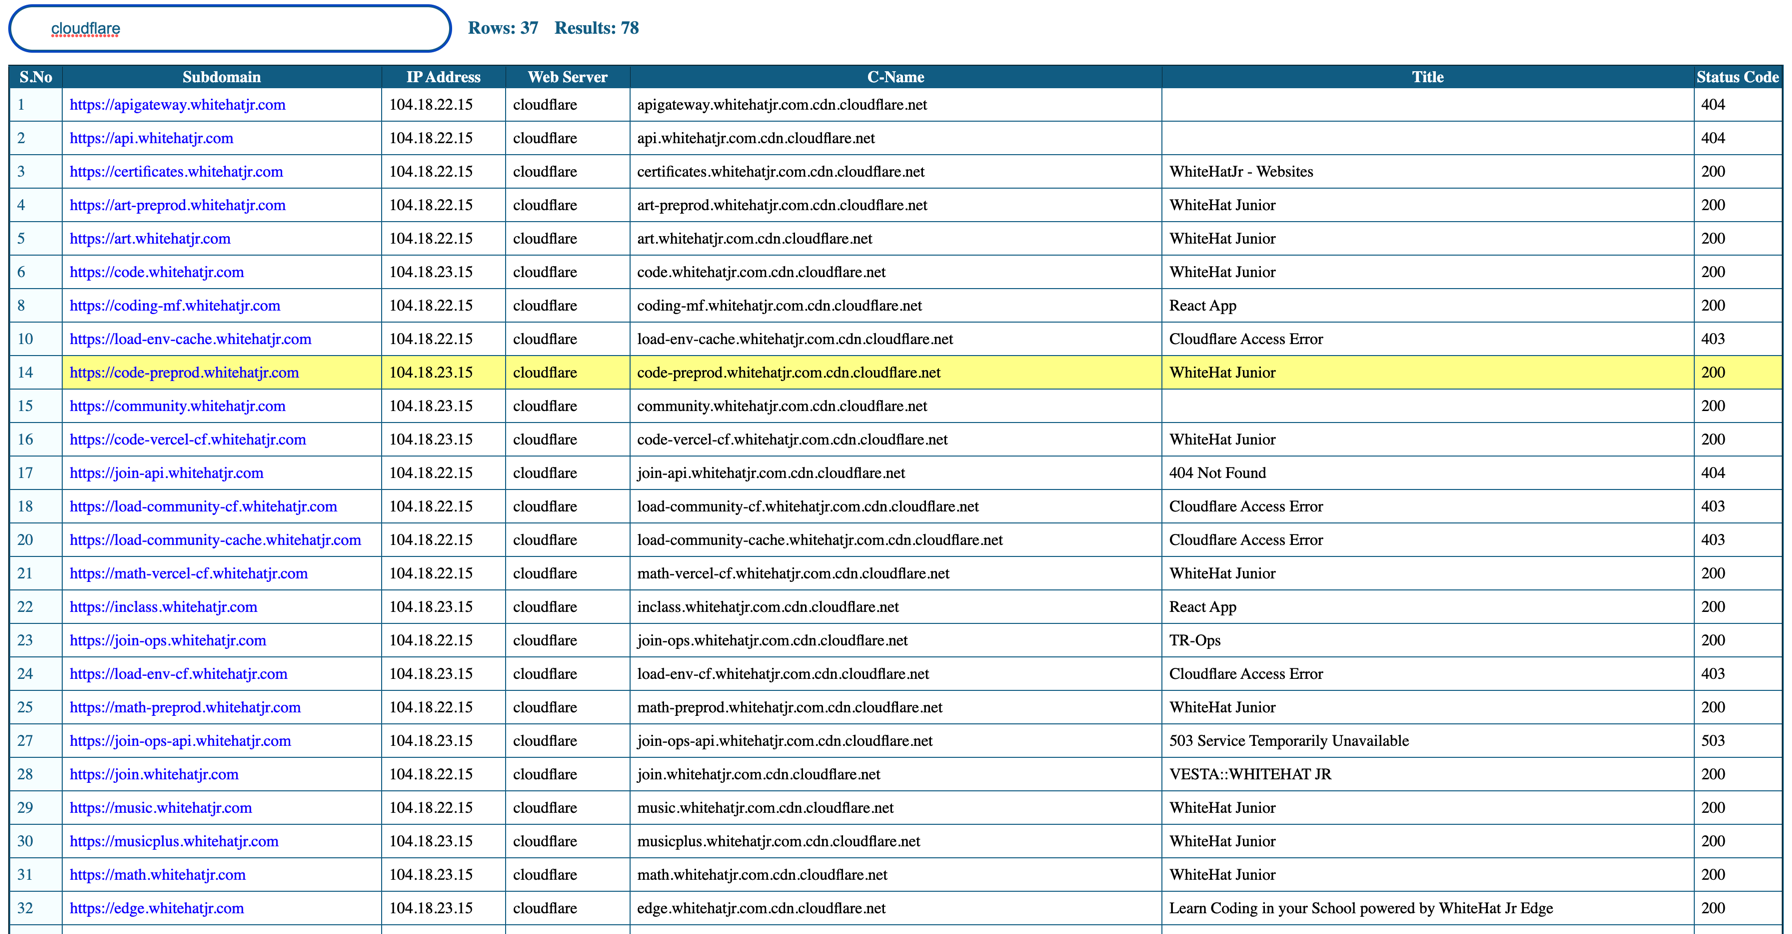 cloudflare Rows: 37 Results: 78
S.No Subdomain IP Address Web Server C-Name Title Status Code
1 https://apigateway.whitehatjr.com 104.18.22.15 cloudflare apigateway.whitehatjr.com.cdn.cloudflare.net 404
2 https://api.whitehatjr.com 104.18.22.15 cloudflare api.whitehatjr.com.cdn.cloudflare.net 404
3 https://certificates.whitehatjr.com 104.18.22.15 cloudflare certificates.whitehatjr.com.cdn.cloudflare.net WhiteHatJr - Websites 200
4 https://art-preprod.whitehatjr.com 104.18.22.15 cloudflare art-preprod.whitehatjr.com.cdn.cloudflare.net WhiteHat Junior 200
5 https://art.whitehatjr.com 104.18.22.15 cloudflare art.whitehatjr.com.cdn.cloudflare.net WhiteHat Junior 200
6 https://code.whitehatjr.com 104.18.23.15 cloudflare code.whitehatjr.com.cdn.cloudflare.net WhiteHat Junior 200
8 https://coding-mf.whitehatjr.com 104.18.22.15 cloudflare coding-mf.whitehatjr.com.cdn.cloudflare.net React App 200
10 https://load-env-cache.whitehatjr.com 104.18.22.15 cloudflare load-env-cache.whitehatjr.com.cdn.cloudflare.net Cloudflare Access Error 403
14 https://code-preprod.whitehatjr.com 104.18.23.15 cloudflare code-preprod.whitehatjr.com.cdn.cloudflare.net WhiteHat Junior 200
15 https://community.whitehatjr.com 104.18.23.15 cloudflare community.whitehatjr.com.cdn.cloudflare.net 200
16 https://code-vercel-cf.whitehatjr.com 104.18.23.15 cloudflare code-vercel-cf.whitehatjr.com.cdn.cloudflare.net WhiteHat Junior 200
17 https://join-api.whitehatjr.com 104.18.22.15 cloudflare join-api.whitehatjr.com.cdn.cloudflare.net 404 Not Found 404
18 https://load-community-cf.whitehatjr.com 104.18.22.15 cloudflare load-community-cf.whitehatjr.com.cdn.cloudflare.net Cloudflare Access Error 403
20 https://load-community-cache.whitehatjr.com 104.18.22.15 cloudflare load-community-cache.whitehatjr.com.cdn.cloudflare.net Cloudflare Access Error 403
21 https://math-vercel-cf.whitehatjr.com 104.18.22.15 cloudflare math-vercel-cf.whitehatjr.com.cdn.cloudflare.net WhiteHat Junior 200
22 https://inclass.whitehatjr.com 104.18.23.15 cloudflare inclass.whitehatjr.com.cdn.cloudflare.net React App 200
23 https://join-ops.whitehatjr.com 104.18.22.15 cloudflare join-ops.whitehatjr.com.cdn.cloudflare.net TR-Ops 200
24 https://load-env-cf.whitehatjr.com 104.18.23.15 cloudflare load-env-cf.whitehatjr.com.cdn.cloudflare.net Cloudflare Access Error 403
25 https://math-preprod.whitehatjr.com 104.18.22.15 cloudflare math-preprod.whitehatjr.com.cdn.cloudflare.net WhiteHat Junior 200
27 https://join-ops-api.whitehatjr.com 104.18.23.15 cloudflare join-ops-api.whitehatjr.com.cdn.cloudflare.net 503 Service Temporarily Unavailable 503
28 https://join.whitehatjr.com 104.18.22.15 cloudflare join.whitehatjr.com.cdn.cloudflare.net VESTA::WHITEHAT JR 200
29 https://music.whitehatjr.com 104.18.22.15 cloudflare music.whitehatjr.com.cdn.cloudflare.net WhiteHat Junior 200
30 https://musicplus.whitehatjr.com 104.18.23.15 cloudflare musicplus.whitehatjr.com.cdn.cloudflare.net WhiteHat Junior 200
31 https://math.whitehatjr.com 104.18.23.15 cloudflare math.whitehatjr.com.cdn.cloudflare.net WhiteHat Junior 200
32 https://edge.whitehatjr.com 104.18.23.15 cloudflare edge.whitehatjr.com.cdn.cloudflare.net Learn Coding in your School powered by WhiteHat Jr Edge 200